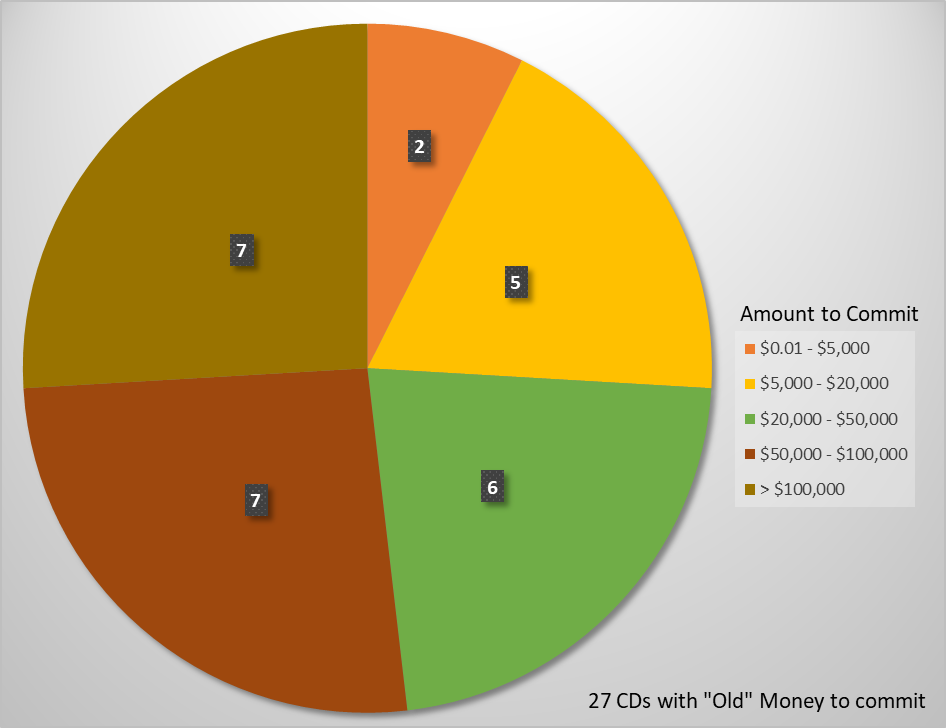 2
7
5
Amount to Commit
$0.01 - $5,000
$5,000 - $20,000
$20,000 - $50,000
$50,000 - $100,000
> $100,000
6
7
27 CDs with "Old" Money to commit